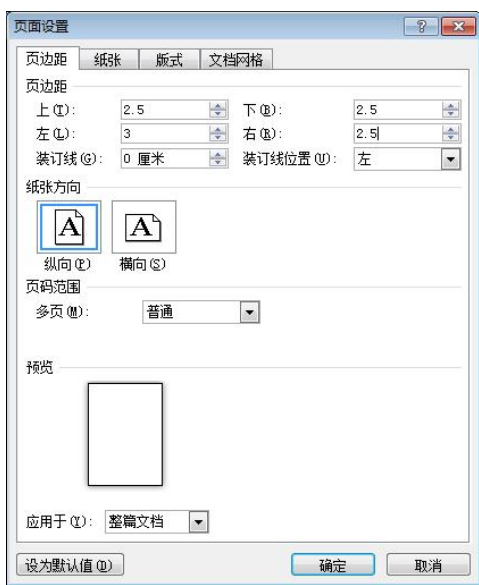 页面设置
页边距 纸张 版式 文档网格
页边距
上(T): 2.5 下(B): 2.5
左(L): 3 右(R): 2.5
装订线(G): 0 厘米 装订线位置(U): 左
纸张方向
A A
纵向(P) 横向(S)
页码范围
多页(M): 普通
预览
应用于(Y): 整篇文档
设为默认值(D) 确定 取消